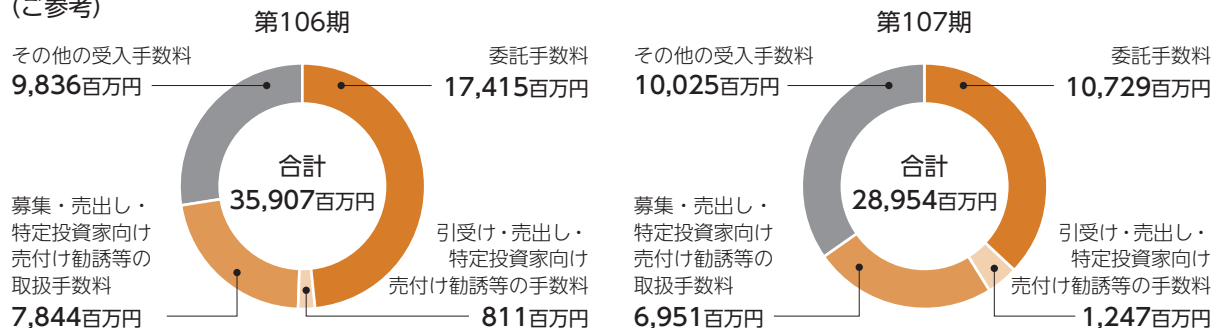 (ご参考)
第106期
その他の受入手数料
9,836百万円
委託手数料
17,415百万円
合計
35,907百万円
募集・売出し・
特定投資家向け
売付け勧誘等の
取扱手数料
7,844百万円
引受け・売出し・
特定投資家向け
売付け勧誘等の手数料
811百万円
第107期
その他の受入手数料
10,025百万円
委託手数料
10,729百万円
合計
28,954百万円
募集・売出し・
特定投資家向け
売付け勧誘等の
取扱手数料
6,951百万円
引受け・売出し・
特定投資家向け
売付け勧誘等の手数料
1,247百万円